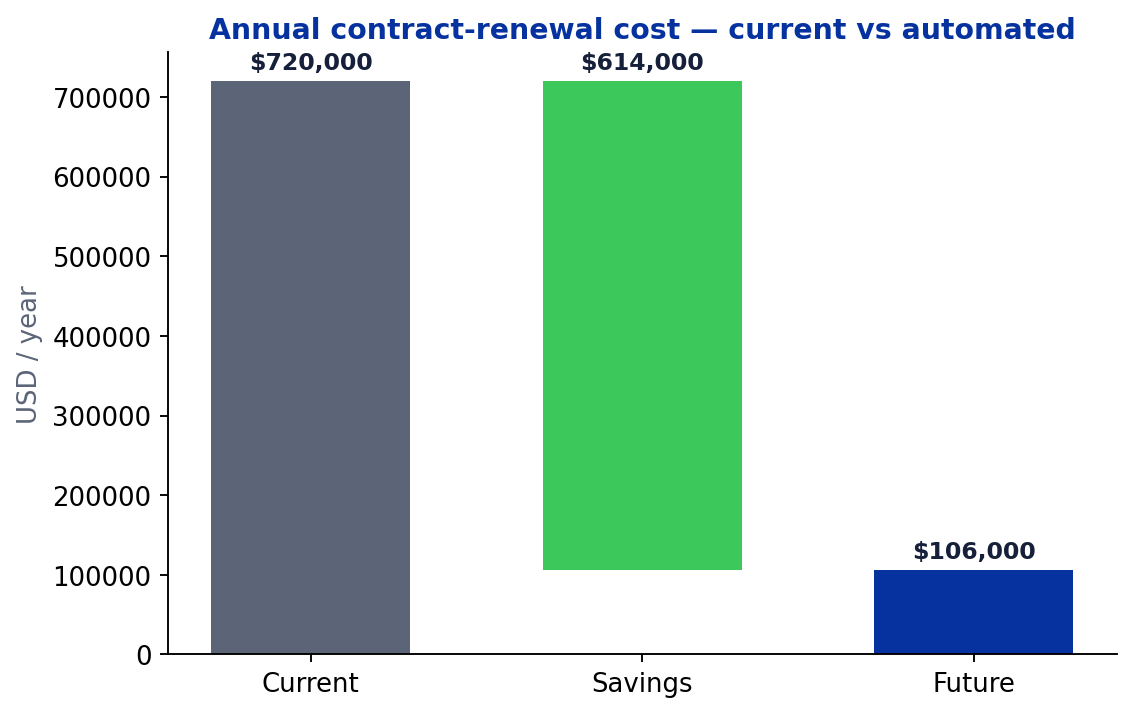 Annual contract-renewal cost — current vs automated
$720,000
$614,000
$106,000
USD / year
700000
600000
500000
400000
300000
200000
100000
0
Current
Savings
Future